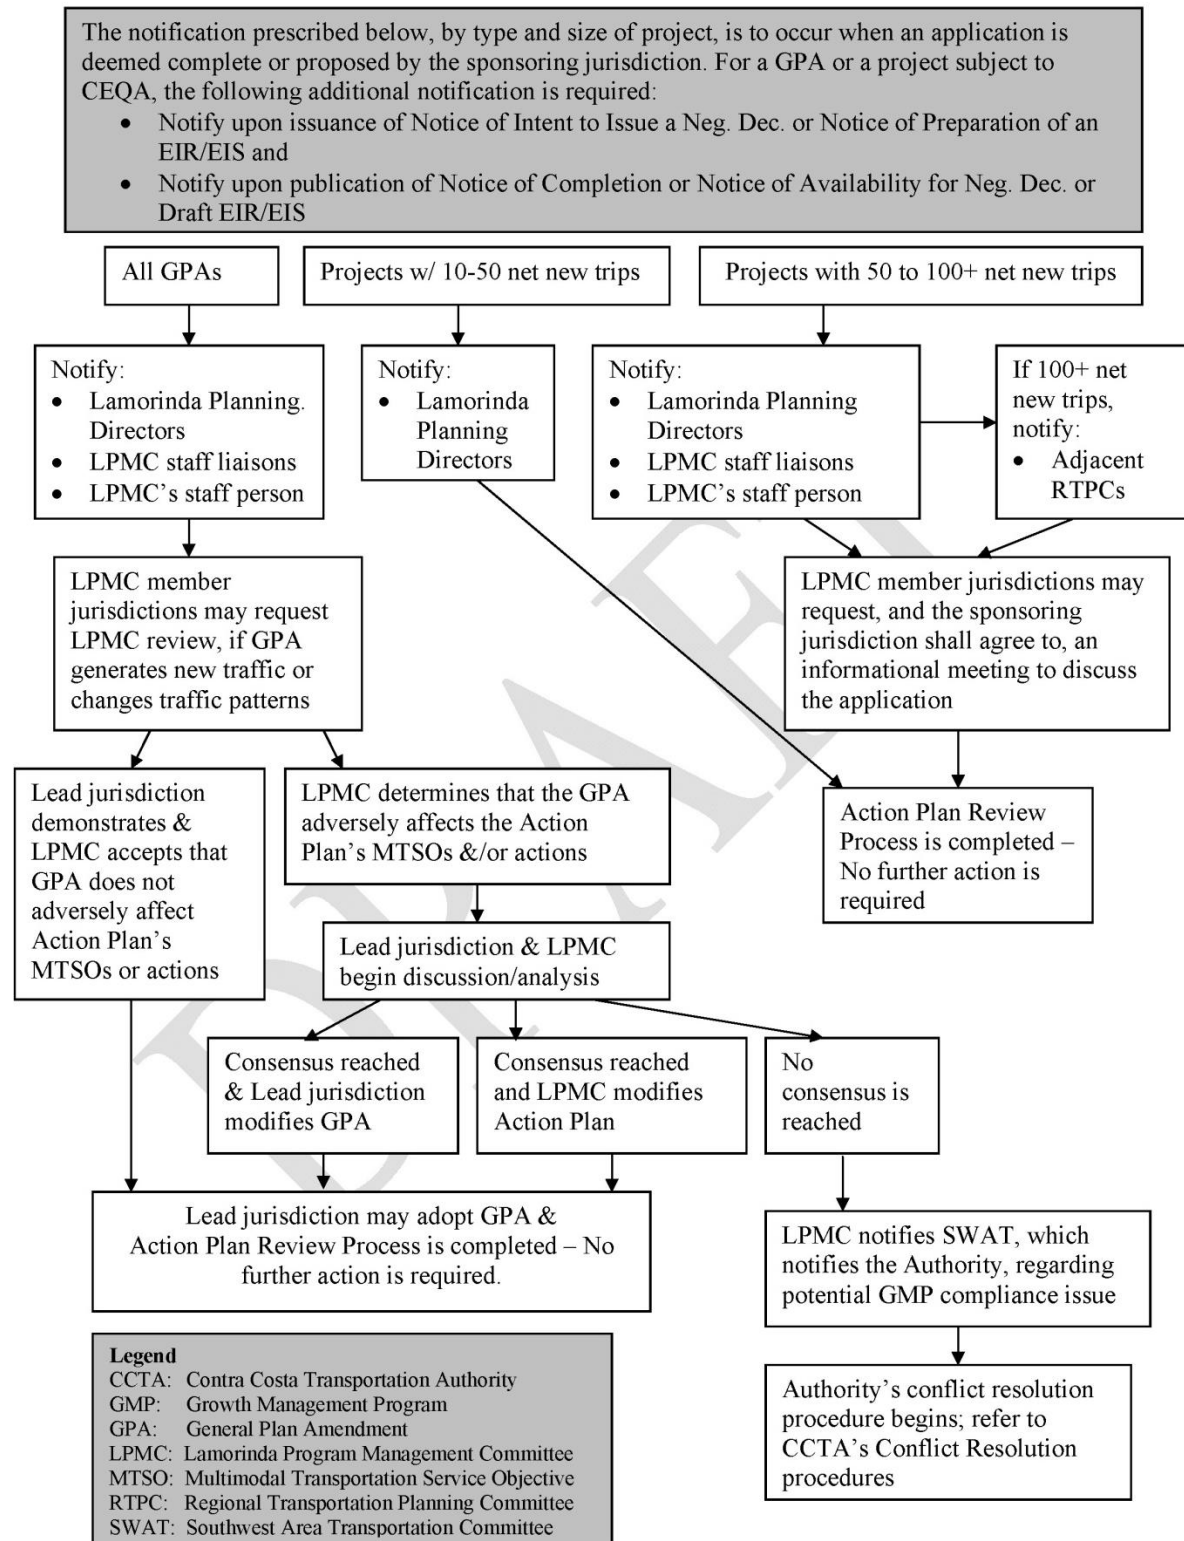 The notification prescribed below, by type and size of project, is to occur when an application is
deemed complete or proposed by the sponsoring jurisdiction. For a GPA or a project subject to
CEQA, the following additional notification is required:
• Notify upon issuance of Notice of Intent to Issue a Neg. Dec. or Notice of Preparation of an
EIR/EIS and
• Notify upon publication of Notice of Completion or Notice of Availability for Neg. Dec. or
Draft EIR/EIS
All GPAs
Projects w/ 10-50 net new trips
Projects with 50 to 100+ net new trips
Notify:
• Lamorinda Planning.
Directors
• LPMC staff liaisons
• LPMC's staff person
Notify:
• Lamorinda
Planning
Directors
Notify:
• Lamorinda Planning
Directors
• LPMC staff liaisons
• LPMC's staff person
If 100+ net
new trips,
notify:
• Adjacent
RTPCs
LPMC member
jurisdictions may
request LPMC
review, if GPA
generates new traffic or
changes traffic patterns
LPMC member jurisdictions may
request, and the sponsoring
jurisdiction shall agree to, an
informational meeting to discuss
the application
Lead jurisdiction
demonstrates &
LPMC accepts that
GPA does not
adversely affect
Action Plan's
MTSOs or actions
LPMC determines that the GPA
adversely affects the Action
Plan's MTSOs &/or actions
Action Plan Review
Process is completed –
No further action is
required
Lead jurisdiction & LPMC
begin discussion/analysis
Consensus reached
& Lead jurisdiction
modifies GPA
Consensus reached
and LPMC modifies
Action Plan
No
consensus is
reached
Lead jurisdiction may adopt GPA &
Action Plan Review Process is completed – No
further action is required.
LPMC notifies SWAT, which
notifies the Authority, regarding
potential GMP compliance issue
Authority's conflict resolution
procedure begins; refer to
CCTA's Conflict Resolution
procedures
Legend
CCTA: Contra Costa Transportation Authority
GMP: Growth Management Program
GPA: General Plan Amendment
LPMC: Lamorinda Program Management Committee
MTSO: Multimodal Transportation Service Objective
RTPC: Regional Transportation Planning Committee
SWAT: Southwest Area Transportation Committee
DRAFT